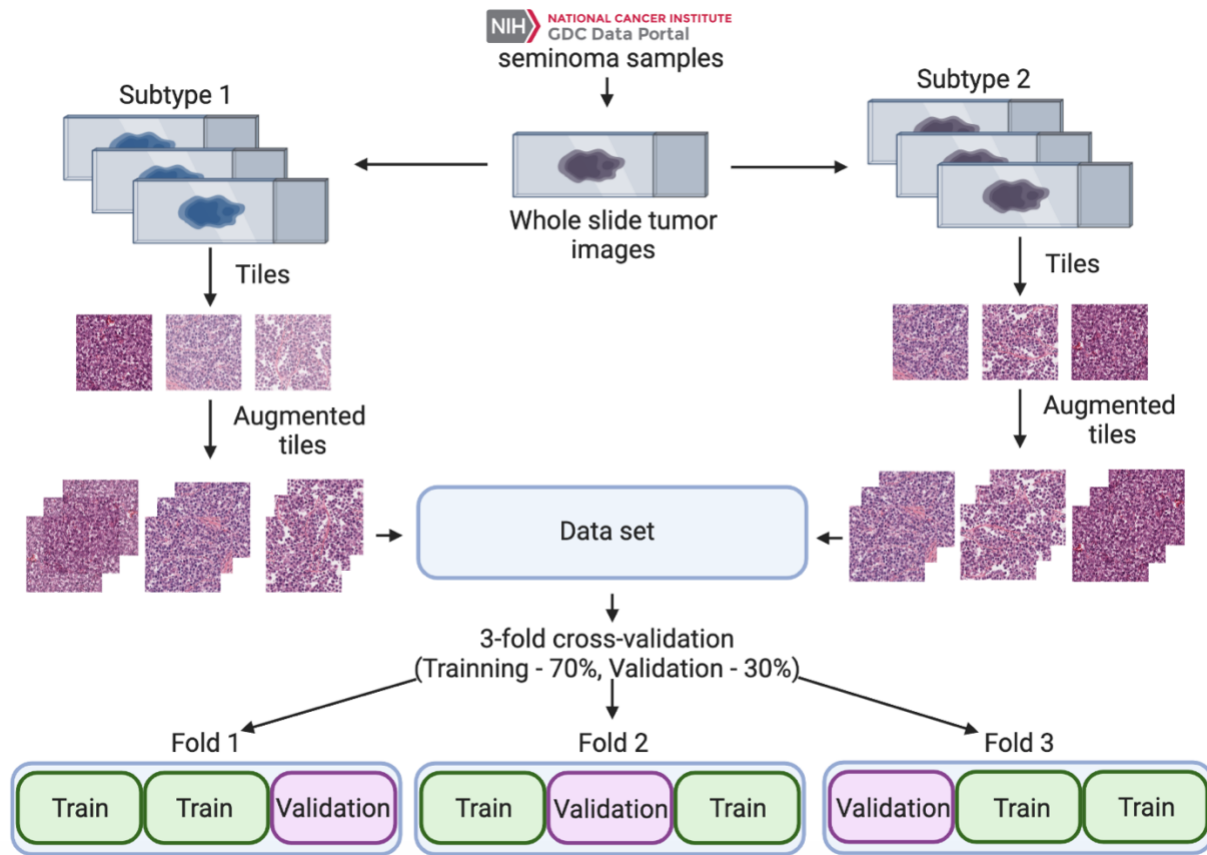 NIH NATIONAL CANCER INSTITUTE
GDC Data Portal
seminoma samples
Subtype 1
Subtype 2
Whole slide tumor
images
Tiles
Tiles
Augmented
tiles
Augmented
tiles
Data set
3-fold cross-validation
(Trainning - 70%, Validation - 30%)
Fold 1
Fold 2
Fold 3
Train Train Validation
Train Validation Train
Validation Train Train